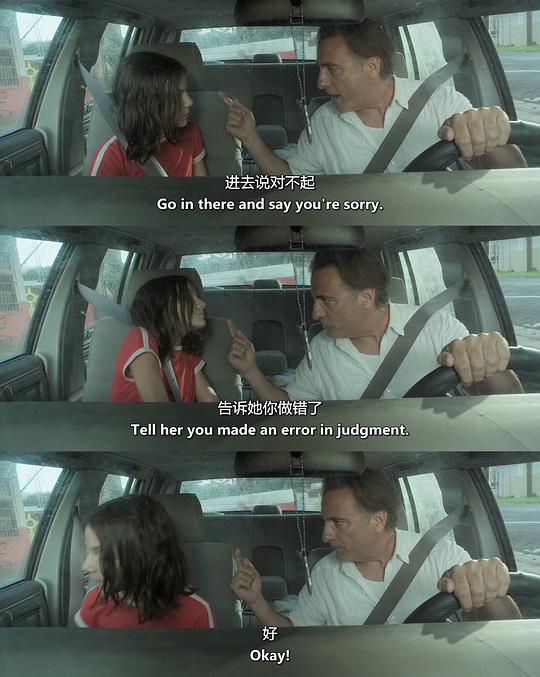 进去说对不起
Go in there and say you're sorry.
告诉她你做错了
Tell her you made an error in judgment.
好
Okay!